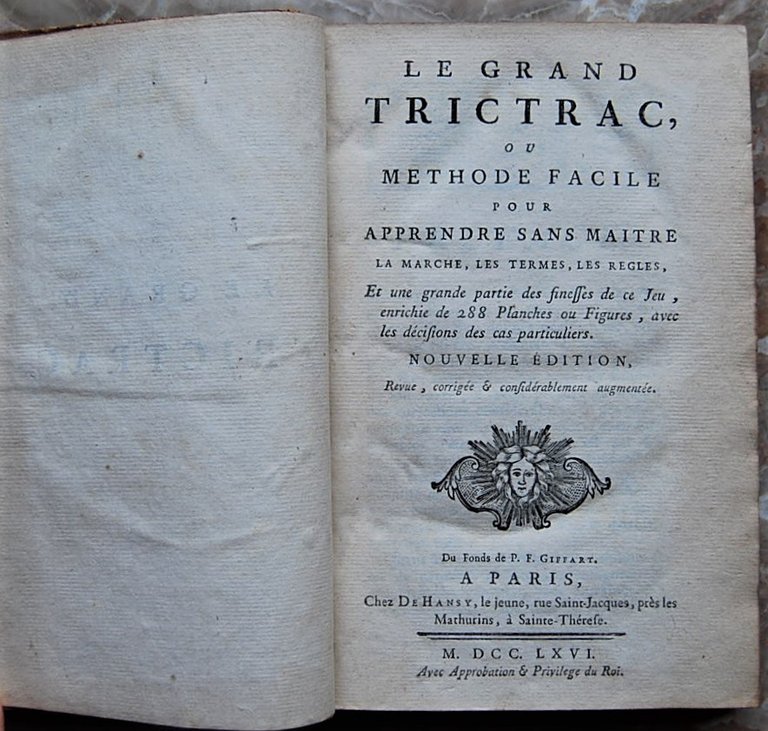 LE GRAND
TRICTRAC,
OU
METHODE FACILE
POUR
APPRENDRE SANS MAITRE
LA MARCHE, LES TERMES, LES REGLES,
Et une grande partie des fineſſes de ce Jeu,
enrichie de 288 Planches ou Figures, avec
les déciſions des cas particuliers.
NOUVELLE ÉDITION,
Revue, corrigée & conſidérablement augmentée.
Du Fonds de P. F. GIFFART.
A PARIS,
Chez DE HANSY, le jeune, rue Saint-Jacques, près les
Mathurins, à Sainte-Thérèſe.
M. DCC. LXVI.
Avec Approbation & Privilege du Roi.